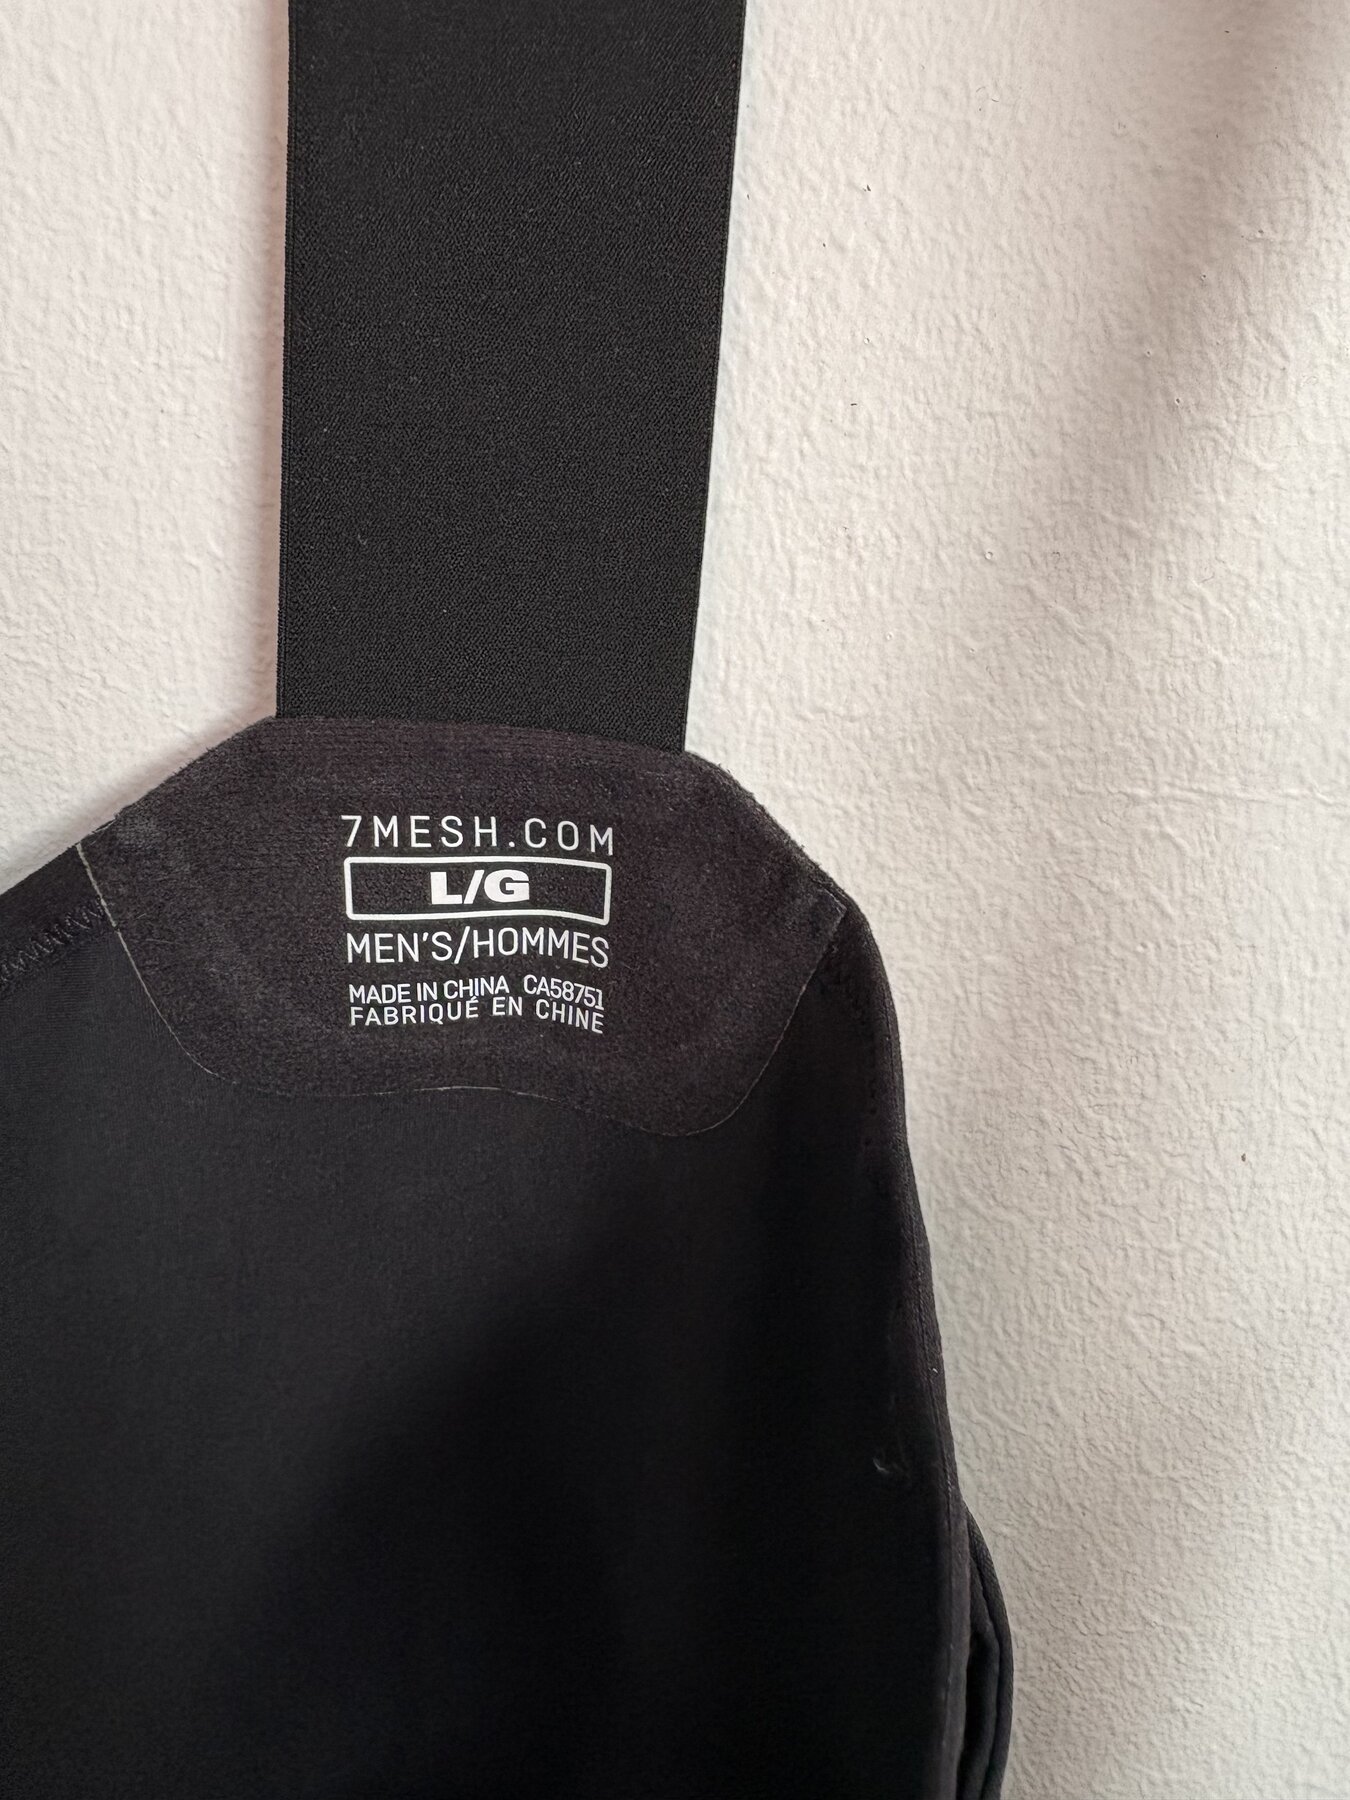 7MESH.COM
L/G
MEN'S/HOMMES
MADE IN CHINA CA58751
FABRIQUÉ EN CHINE